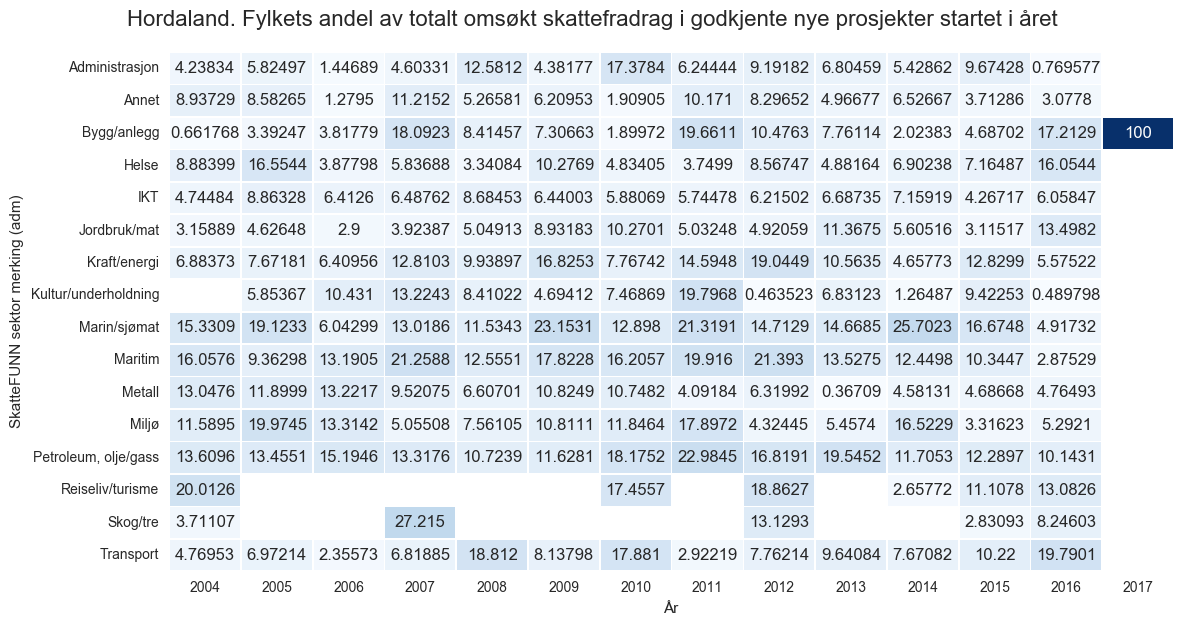 Hordaland. Fylkets andel av totalt omsøkt skattefradrag i godkjente nye prosjekter startet i året
SkatteFUNN sektor merking (adm)
Administrasjon 4.23834 5.82497 1.44689 4.60331 12.5812 4.38177 17.3784 6.24444 9.19182 6.80459 5.42862 9.67428 0.769577
Annet 8.93729 8.58265 1.2795 11.2152 5.26581 6.20953 1.90905 10.171 8.29652 4.96677 6.52667 3.71286 3.0778
Bygg/anlegg 0.661768 3.39247 3.81779 18.0923 8.41457 7.30663 1.89972 19.6611 10.4763 7.76114 2.02383 4.68702 17.2129 100
Helse 8.88399 16.5544 3.87798 5.83688 3.34084 10.2769 4.83405 3.7499 8.56747 4.88164 6.90238 7.16487 16.0544
IKT 4.74484 8.86328 6.4126 6.48762 8.68453 6.44003 5.88069 5.74478 6.21502 6.68735 7.15919 4.26717 6.05847
Jordbruk/mat 3.15889 4.62648 2.9 3.92387 5.04913 8.93183 10.2701 5.03248 4.92059 11.3675 5.60516 3.11517 13.4982
Kraft/energi 6.88373 7.67181 6.40956 12.8103 9.93897 16.8253 7.76742 14.5948 19.0449 10.5635 4.65773 12.8299 5.57522
Kultur/underholdning 5.85367 10.431 13.2243 8.41022 4.69412 7.46869 19.7968 0.463523 6.83123 1.26487 9.42253 0.489798
Marin/sjømat 15.3309 19.1233 6.04299 13.0186 11.5343 23.1531 12.898 21.3191 14.7129 14.6685 25.7023 16.6748 4.91732
Maritim 16.0576 9.36298 13.1905 21.2588 12.5551 17.8228 16.2057 19.916 21.393 13.5275 12.4498 10.3447 2.87529
Metall 13.0476 11.8999 13.2217 9.52075 6.60701 10.8249 10.7482 4.09184 6.31992 0.36709 4.58131 4.68668 4.76493
Miljø 11.5895 19.9745 13.3142 5.05508 7.56105 10.8111 11.8464 17.8972 4.32445 5.4574 16.5229 3.31623 5.2921
Petroleum, olje/gass 13.6096 13.4551 15.1946 13.3176 10.7239 11.6281 18.1752 22.9845 16.8191 19.5452 11.7053 12.2897 10.1431
Reiseliv/turisme 20.0126 17.4557 18.8627 2.65772 11.1078 13.0826
Skog/tre 3.71107 27.215 13.1293 2.83093 8.24603
Transport 4.76953 6.97214 2.35573 6.81885 18.812 8.13798 17.881 2.92219 7.76214 9.64084 7.67082 10.22 19.7901
2004 2005 2006 2007 2008 2009 2010 2011 2012 2013 2014 2015 2016 2017
År